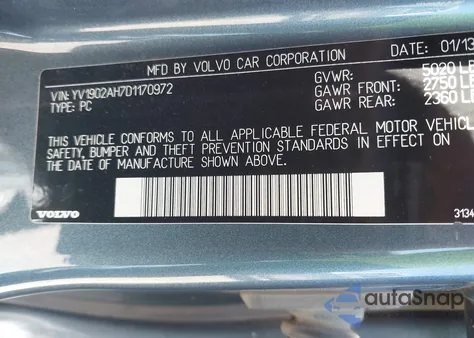 MFD BY VOLVO CAR CORPORATION DATE: 01/13
VIN: YV1902AH7D1170972 GVWR: 5020 LB
TYPE: PC GAWR FRONT: 2750 LB
GAWR REAR: 2360 LB
THIS VEHICLE CONFORMS TO ALL APPLICABLE FEDERAL MOTOR VEHICLE
SAFETY, BUMPER AND THEFT PREVENTION STANDARDS IN EFFECT ON
THE DATE OF MANUFACTURE SHOWN ABOVE.
VOLVO 3134
autoSnap